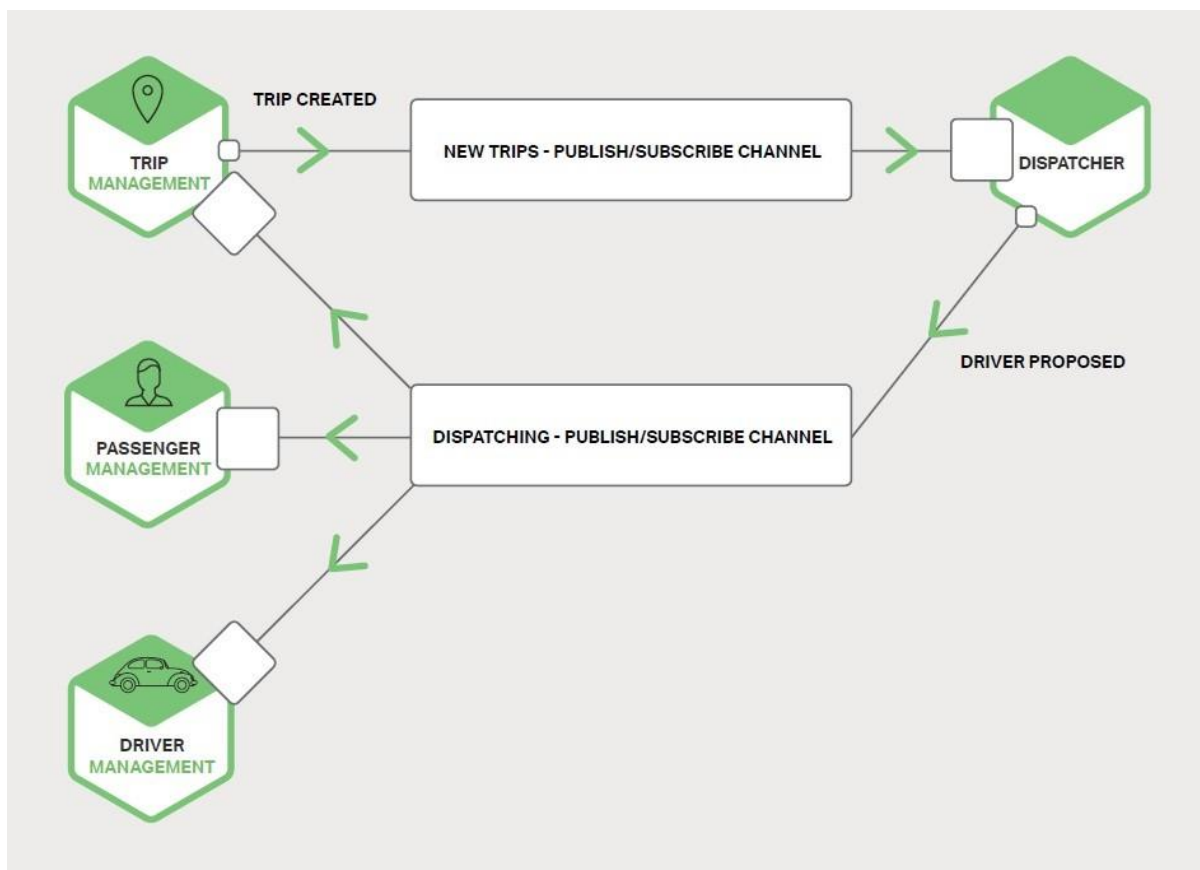 TRIP CREATED
TRIP
MANAGEMENT
NEW TRIPS - PUBLISH/SUBSCRIBE CHANNEL
DISPATCHER
DRIVER PROPOSED
PASSENGER
MANAGEMENT
DISPATCHING - PUBLISH/SUBSCRIBE CHANNEL
DRIVER
MANAGEMENT